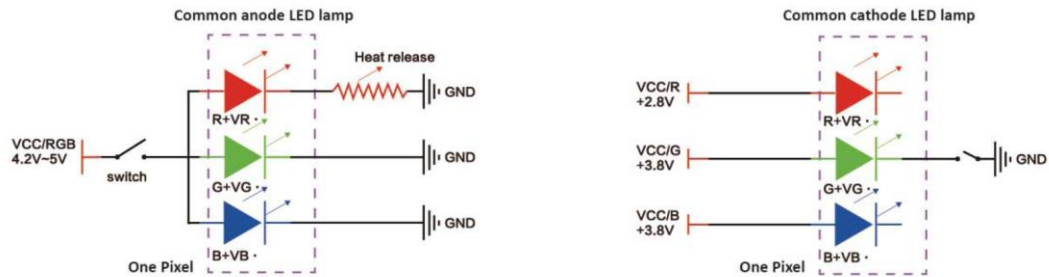 Common anode LED lamp
Heat release
GND
R+VR ·
VCC/RGB
4.2V~5V
switch
GND
G+VG ·
GND
B+VB ·
One Pixel
Common cathode LED lamp
VCC/R
+2.8V
R+VR ·
VCC/G
+3.8V
GND
G+VG ·
VCC/B
+3.8V
B+VB ·
One Pixel